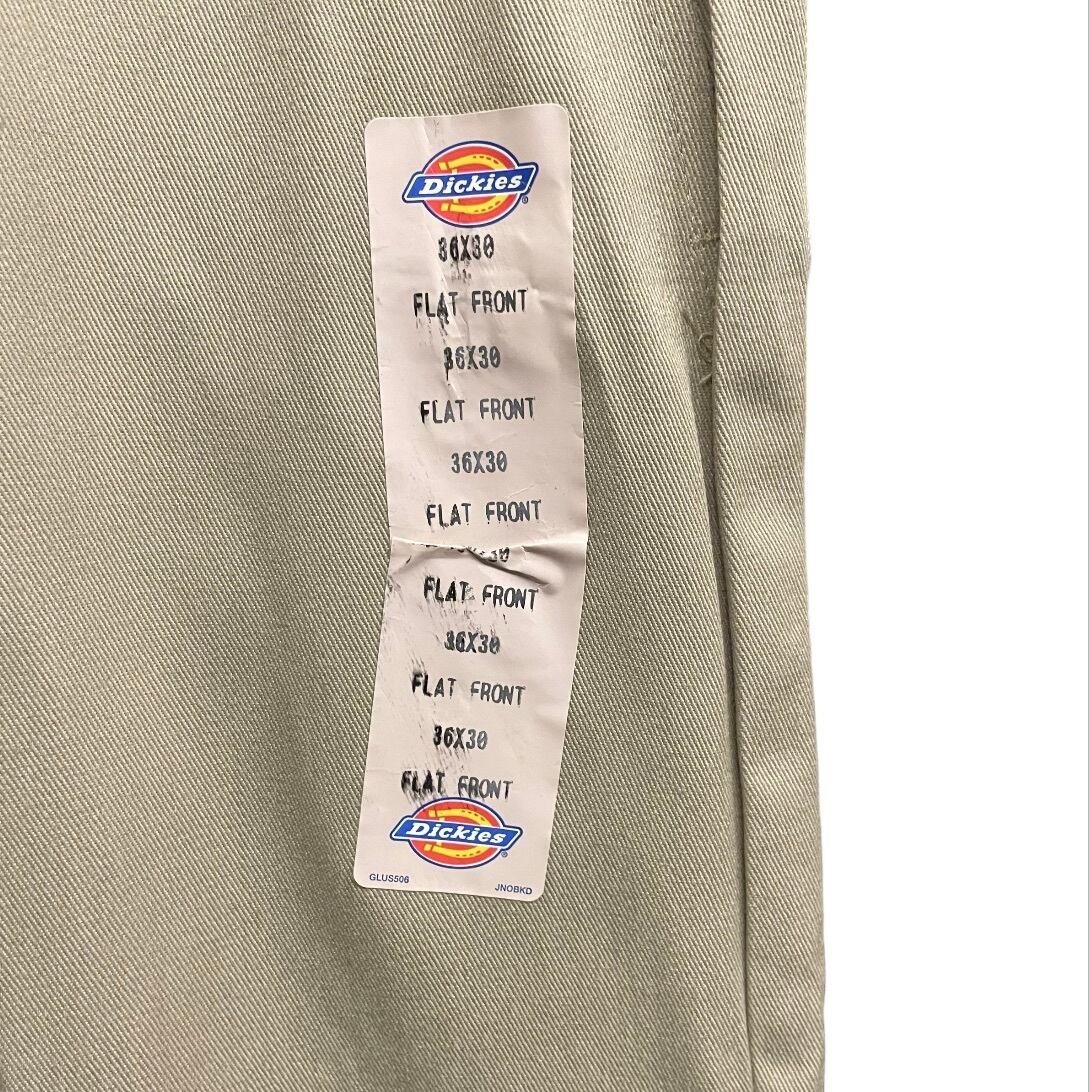 Dickies
36X30
FLAT FRONT
36X30
FLAT FRONT
36X30
FLAT FRONT
FLAT FRONT
36X30
FLAT FRONT
36X30
FLAT FRONT
Dickies
GLUS506
JNOBKD